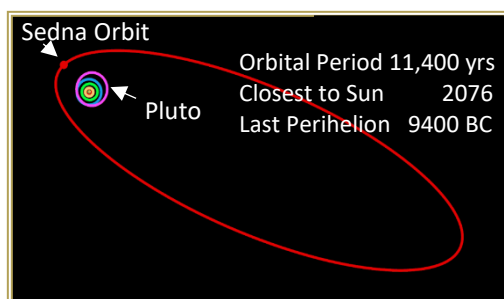 Sedna Orbit
Orbital Period 11,400 yrs
Closest to Sun 2076
Last Perihelion 9400 BC
Pluto